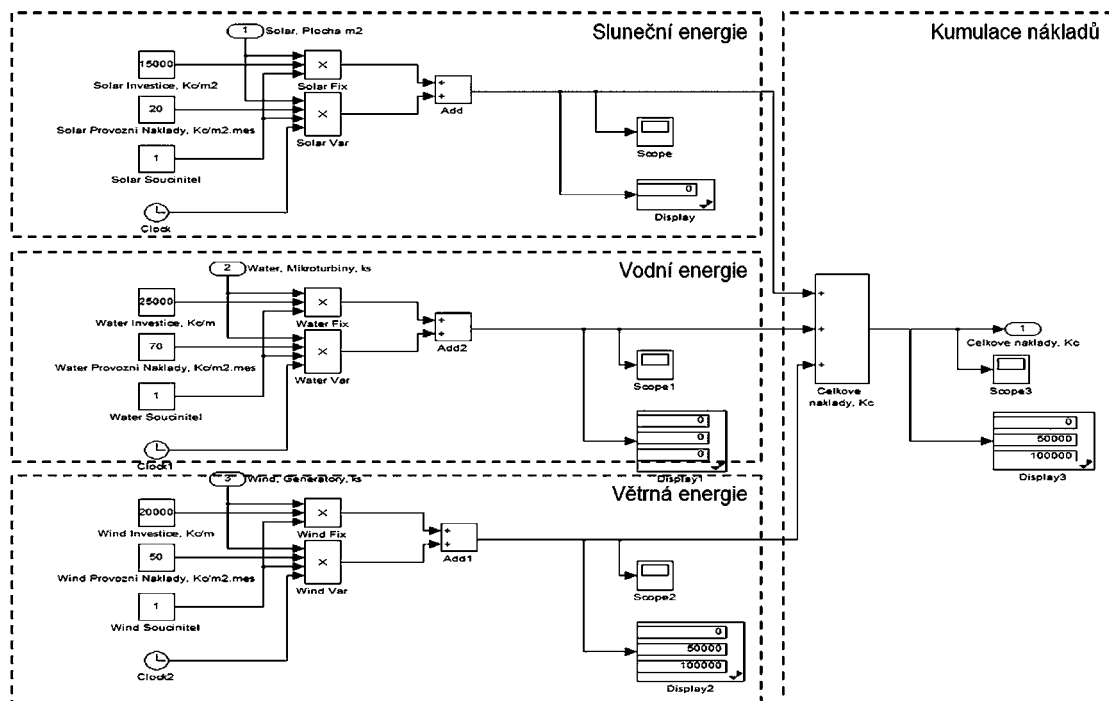 Sluneční energie
1
Solar, Plocha m2
15000
Solar Investice, Kc/m2
Solar Fix
20
Solar Provozni Naklady, Kc/m2.mes
Solar Var
1
Solar Soucinitel
Clock
+
+
Add
Scope
0
Display
Vodní energie
2
Water, Mikroturbiny, ks
25000
Water Investice, Kc/m
Water Fix
70
Water Provozni Naklady, Kc/m2.mes
Water Var
1
Water Soucinitel
Clock1
+
+
Add2
Scope1
0
0
0
Display1
Větrná energie
3
Wind, Generatory, ks
20000
Wind Investice, Kc/m
Wind Fix
50
Wind Provozni Naklady, Kc/m2.mes
Wind Var
1
Wind Soucinitel
Clock2
+
+
Add1
Scope2
0
50000
100000
Display2
Kumulace nákladů
+
+
+
Celkove
naklady, Kc
1
Celkove naklady, Kc
Scope3
0
50000
100000
Display3